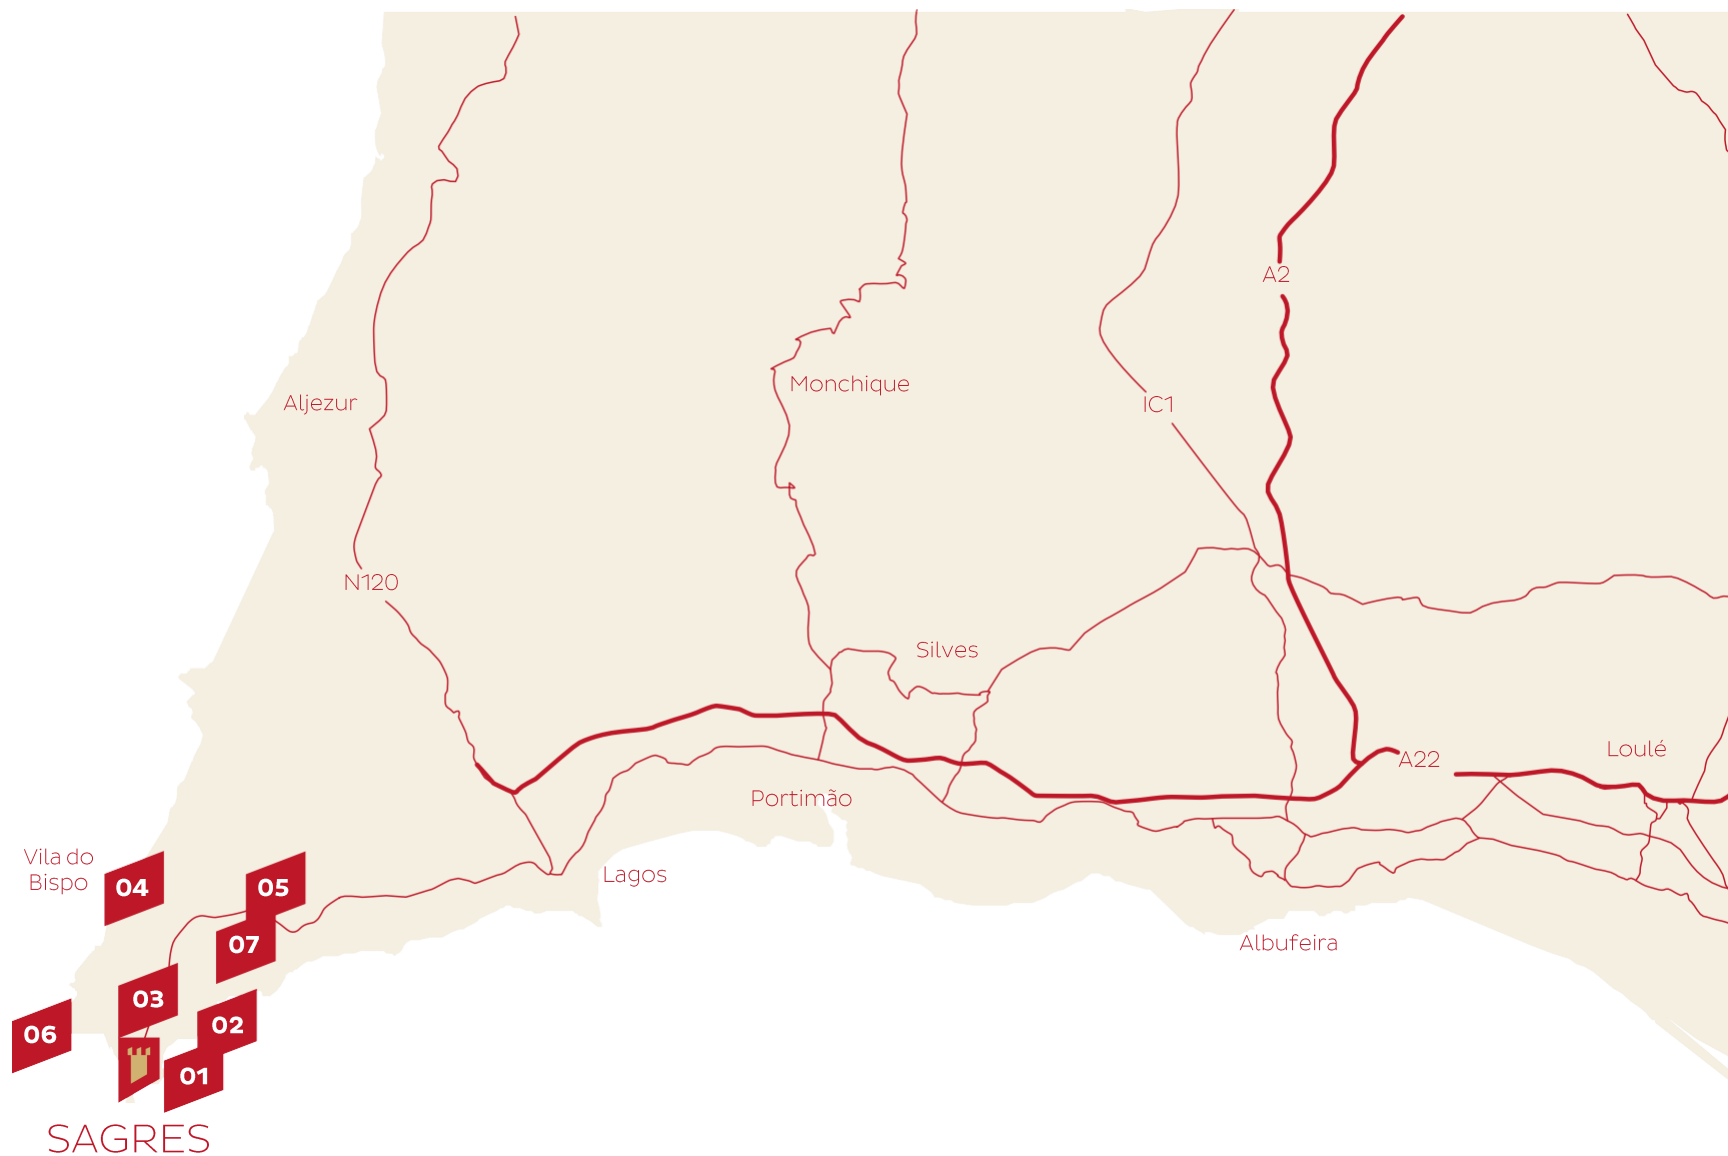 A2
Monchique
Aljezur
IC1
N120
Silves
Loulé
A22
Portimão
Vila do
Bispo
04
05
Lagos
07
Albufeira
03
02
06
01
SAGRES